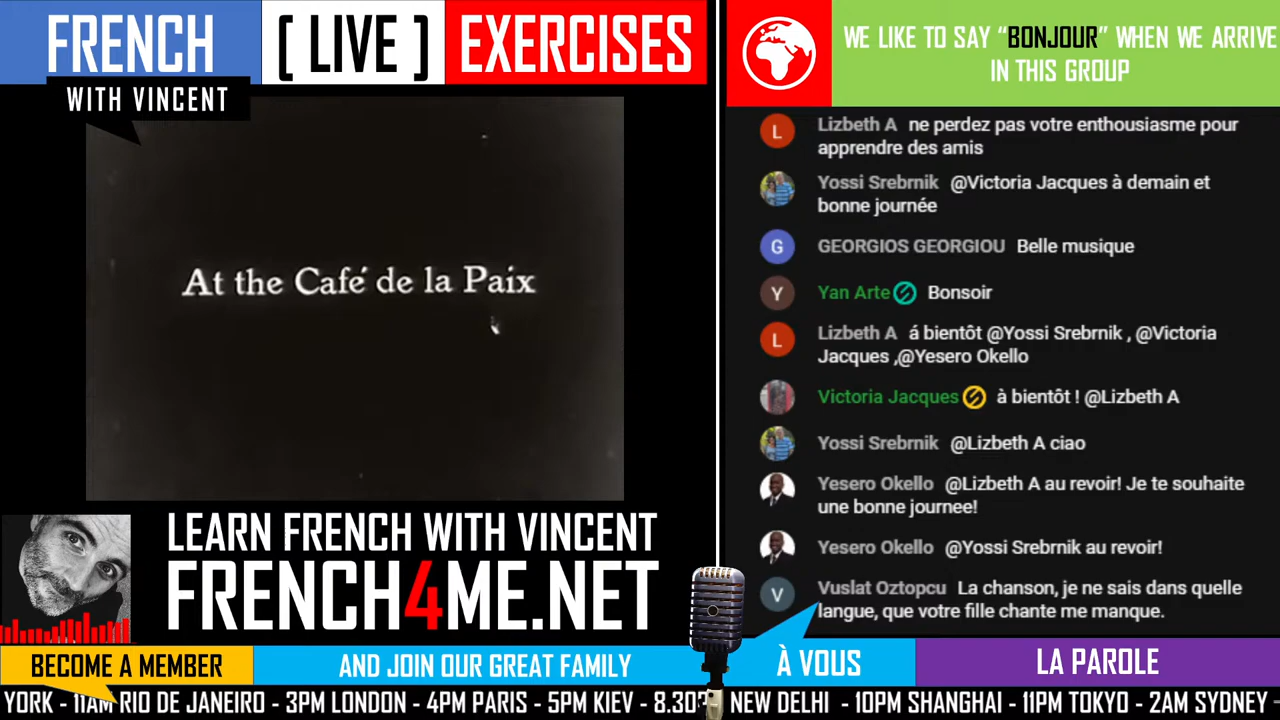 FRENCH
[ LIVE ]
EXERCISES
WITH VINCENT
WE LIKE TO SAY “BONJOUR” WHEN WE ARRIVE
IN THIS GROUP
At the Café de la Paix
L
Lizbeth A ne perdez pas votre enthousiasme pour
apprendre des amis
Yossi Srebrnik @Victoria Jacques à demain et
bonne journée
G
GEORGIOS GEORGIOU Belle musique
Y
Yan Arte Bonsoir
L
Lizbeth A á bientôt @Yossi Srebrnik , @Victoria
Jacques ,@Yesero Okello
Victoria Jacques à bientôt ! @Lizbeth A
Yossi Srebrnik @Lizbeth A ciao
Yesero Okello @Lizbeth A au revoir! Je te souhaite
une bonne journee!
Yesero Okello @Yossi Srebrnik au revoir!
V
Vuslat Oztopcu La chanson, je ne sais dans quelle
langue, que votre fille chante me manque.
LEARN FRENCH WITH VINCENT
FRENCH4ME.NET
BECOME A MEMBER
AND JOIN OUR GREAT FAMILY
À VOUS
LA PAROLE
YORK - 11AM RIO DE JANEIRO - 3PM LONDON - 4PM PARIS - 5PM KIEV - 8.30 NEW DELHI - 10PM SHANGHAI - 11PM TOKYO - 2AM SYDNEY -